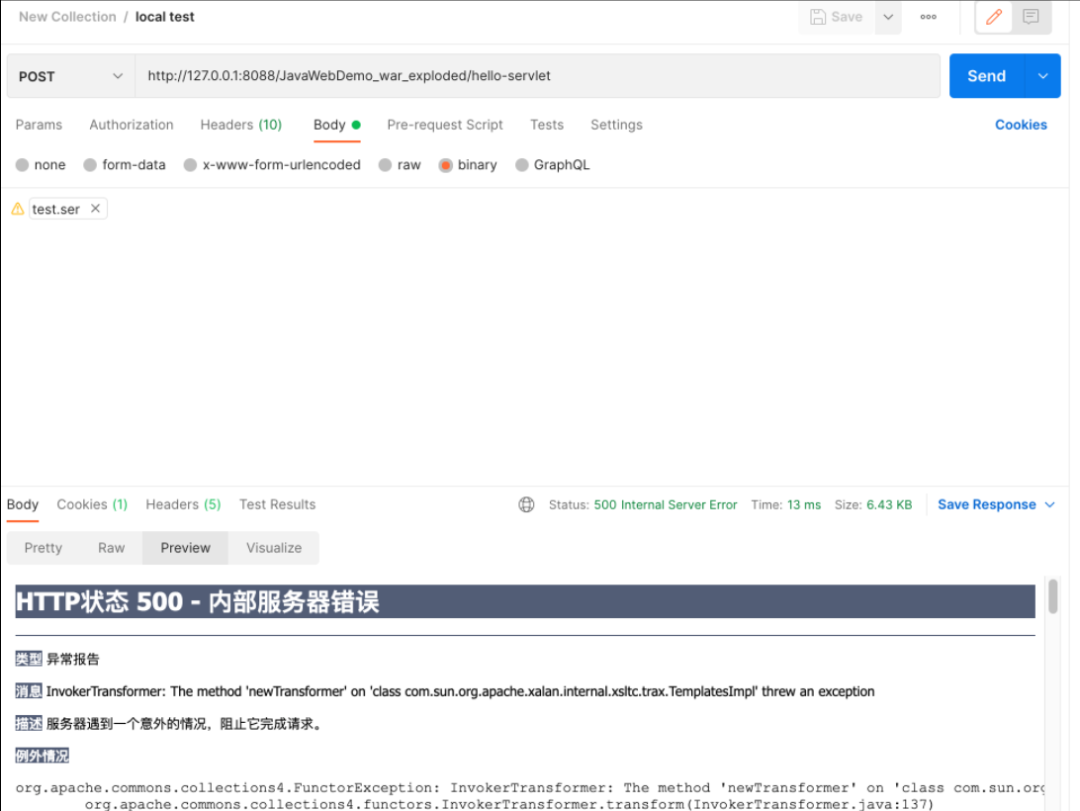 New Collection / local test
Save
POST http://127.0.0.1:8088/JavaWebDemo_war_exploded/hello-servlet Send
Params Authorization Headers (10) Body Pre-request Script Tests Settings Cookies
none form-data x-www-form-urlencoded raw binary GraphQL
test.ser
Body Cookies (1) Headers (5) Test Results Status: 500 Internal Server Error Time: 13 ms Size: 6.43 KB Save Response
Pretty Raw Preview Visualize
HTTP状态 500 - 内部服务器错误
类型 异常报告
消息 InvokerTransformer: The method 'newTransformer' on 'class com.sun.org.apache.xalan.internal.xsltc.trax.TemplatesImpl' threw an exception
描述 服务器遇到一个意外的情况，阻止它完成请求。
例外情况
org.apache.commons.collections4.FunctorException: InvokerTransformer: The method 'newTransformer' on 'class com.sun.org
org.apache.commons.collections4.functors.InvokerTransformer.transform(InvokerTransformer.java:137)